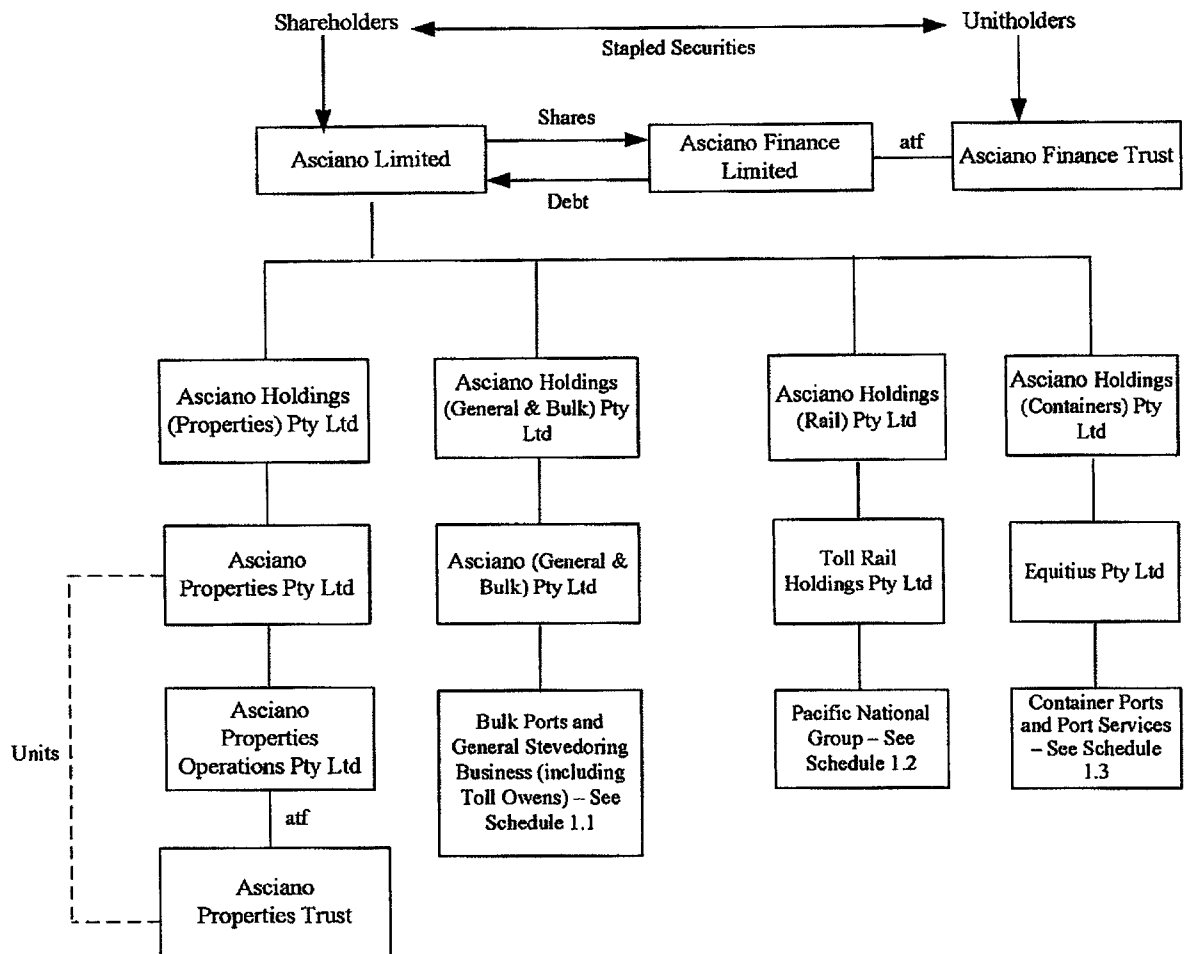 Shareholders
Unitholders
Stapled Securities
Shares
Asciano Limited
Asciano Finance
Limited
atf
Asciano Finance Trust
Debt
Asciano Holdings
(Properties) Pty Ltd
Asciano Holdings
(General & Bulk) Pty
Ltd
Asciano Holdings
(Rail) Pty Ltd
Asciano Holdings
(Containers) Pty
Ltd
Asciano
Properties Pty Ltd
Asciano (General &
Bulk) Pty Ltd
Toll Rail
Holdings Pty Ltd
Equitius Pty Ltd
Units
Asciano
Properties
Operations Pty Ltd
Bulk Ports and
General Stevedoring
Business (including
Toll Owens) – See
Schedule 1.1
Pacific National
Group – See
Schedule 1.2
Container Ports
and Port Services
– See Schedule
1.3
atf
Asciano
Properties Trust